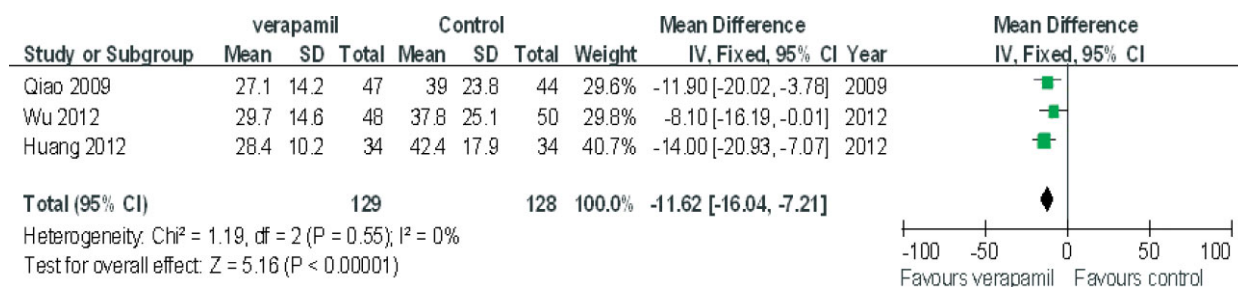 verapamil Control Mean Difference Mean Difference
Study or Subgroup Mean SD Total Mean SD Total Weight IV, Fixed, 95% CI Year IV, Fixed, 95% CI
Qiao 2009 27.1 14.2 47 39 23.8 44 29.6% -11.90 [-20.02, -3.78] 2009
Wu 2012 29.7 14.6 48 37.8 25.1 50 29.8% -8.10 [-16.19, -0.01] 2012
Huang 2012 28.4 10.2 34 42.4 17.9 34 40.7% -14.00 [-20.93, -7.07] 2012
Total (95% CI) 129 128 100.0% -11.62 [-16.04, -7.21]
Heterogeneity: Chi² = 1.19, df = 2 (P = 0.55); I² = 0%
Test for overall effect: Z = 5.16 (P < 0.00001)
-100 -50 0 50 100
Favours verapamil Favours control